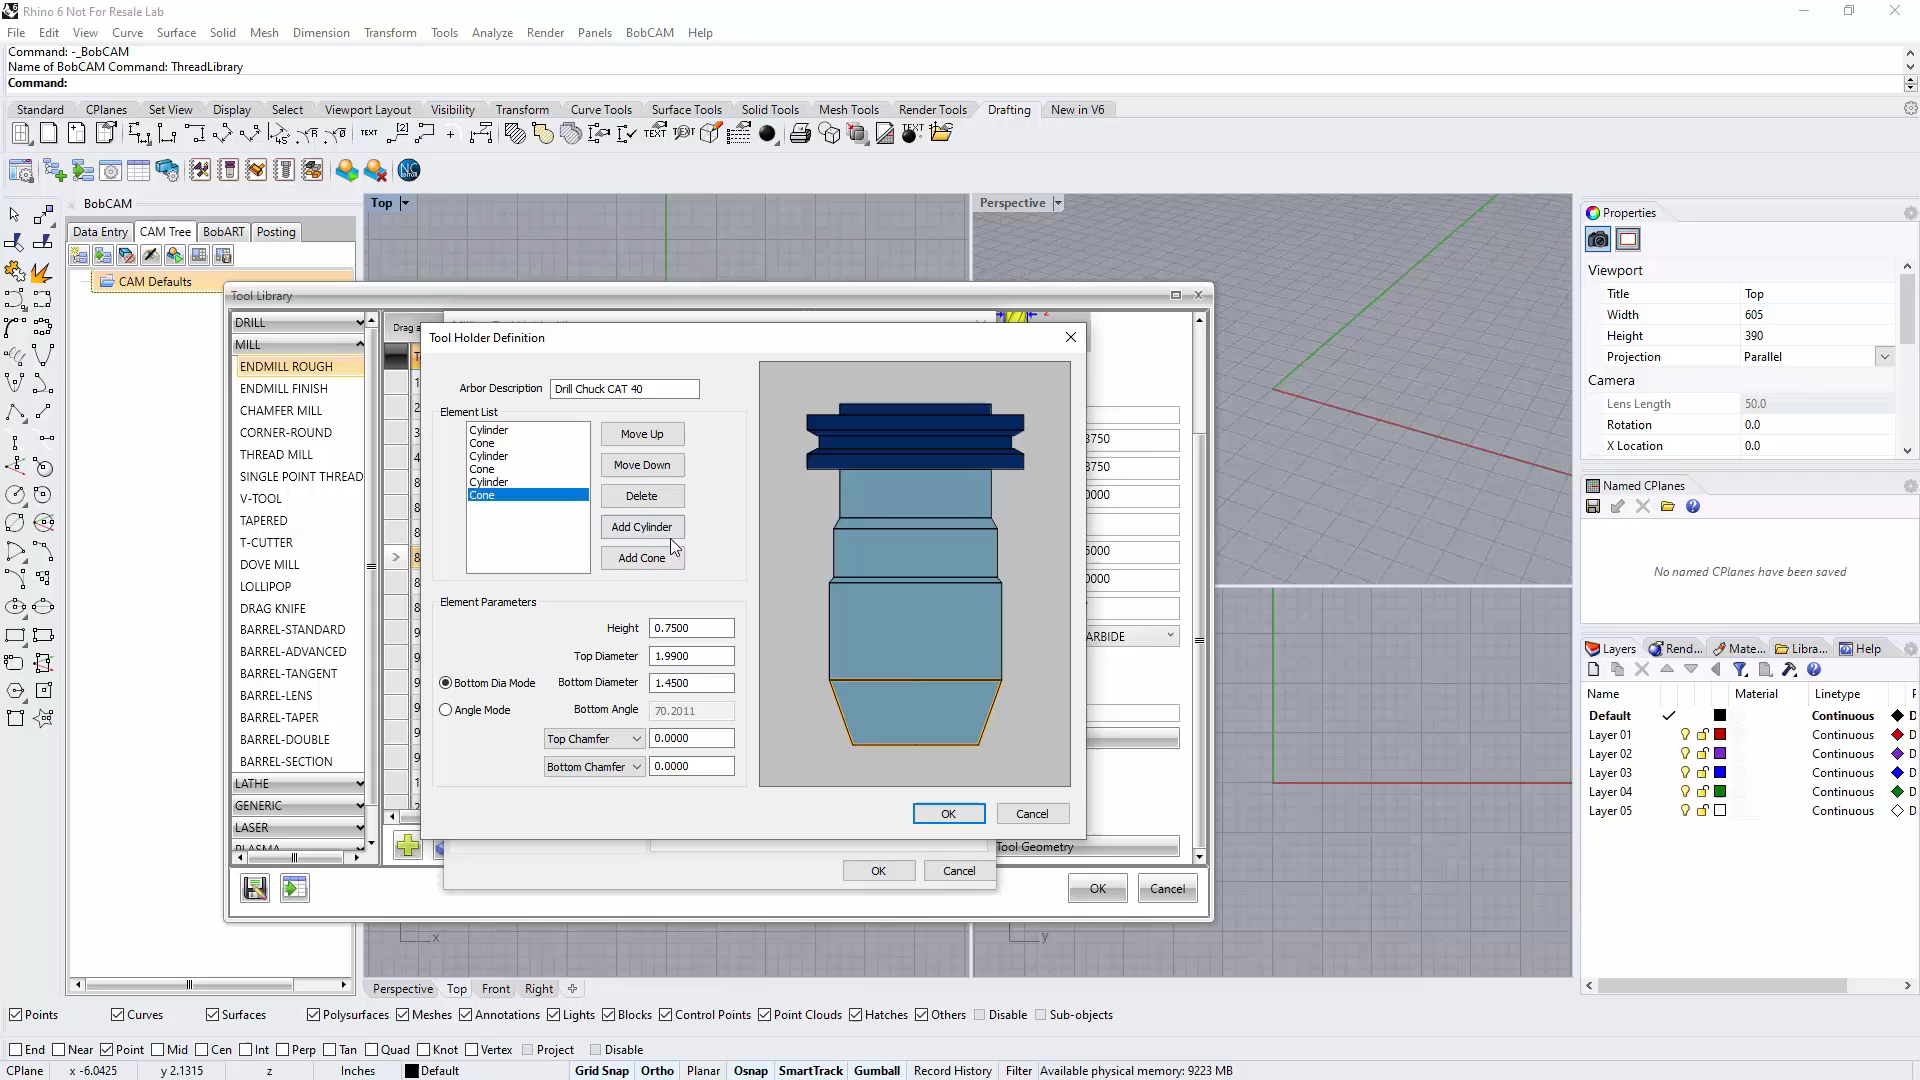 Rhino 6 Not For Resale Lab
File Edit View Curve Surface Solid Mesh Dimension Transform Tools Analyze Render Panels BobCAM Help
Command: -_BobCAM
Name of BobCAM Command: ThreadLibrary
Command:
Standard CPlanes Set View Display Select Viewport Layout Visibility Transform Curve Tools Surface Tools Solid Tools Mesh Tools Render Tools Drafting New in V6
BobCAM
Data Entry CAM Tree BobART Posting
CAM Defaults
Top
Perspective
Tool Library
DRILL
MILL
ENDMILL ROUGH
ENDMILL FINISH
CHAMFER MILL
CORNER-ROUND
THREAD MILL
SINGLE POINT THREAD
V-TOOL
TAPERED
T-CUTTER
DOVE MILL
LOLLIPOP
DRAG KNIFE
BARREL-STANDARD
BARREL-ADVANCED
BARREL-TANGENT
BARREL-LENS
BARREL-TAPER
BARREL-DOUBLE
BARREL-SECTION
LATHE
GENERIC
LASER
PLASMA
Drag a
Tool Holder Definition
Arbor Description Drill Chuck CAT 40
Element List
Cylinder
Cone
Cylinder
Cone
Cylinder
Cone
Move Up
Move Down
Delete
Add Cylinder
Add Cone
Element Parameters
Height 0.7500
Top Diameter 1.9900
Bottom Dia Mode Bottom Diameter 1.4500
Angle Mode Bottom Angle 70.2011
Top Chamfer 0.0000
Bottom Chamfer 0.0000
OK Cancel
3750
3750
0000
5000
0000
ARBIDE
Tool Geometry
OK Cancel
OK Cancel
Properties
Viewport
Title Top
Width 605
Height 390
Projection Parallel
Camera
Lens Length 50.0
Rotation 0.0
X Location 0.0
Named CPlanes
No named CPlanes have been saved
Layers Rend... Mate... Libra... Help
Name Material Linetype P
Default Continuous D
Layer 01 Continuous D
Layer 02 Continuous D
Layer 03 Continuous D
Layer 04 Continuous D
Layer 05 Continuous D
x
y
Perspective Top Front Right
Points Curves Surfaces Polysurfaces Meshes Annotations Lights Blocks Control Points Point Clouds Hatches Others Disable Sub-objects
End Near Point Mid Cen Int Perp Tan Quad Knot Vertex Project Disable
CPlane x -6.0425 y 2.1315 z Inches Default Grid Snap Ortho Planar Osnap SmartTrack Gumball Record History Filter Available physical memory: 9223 MB